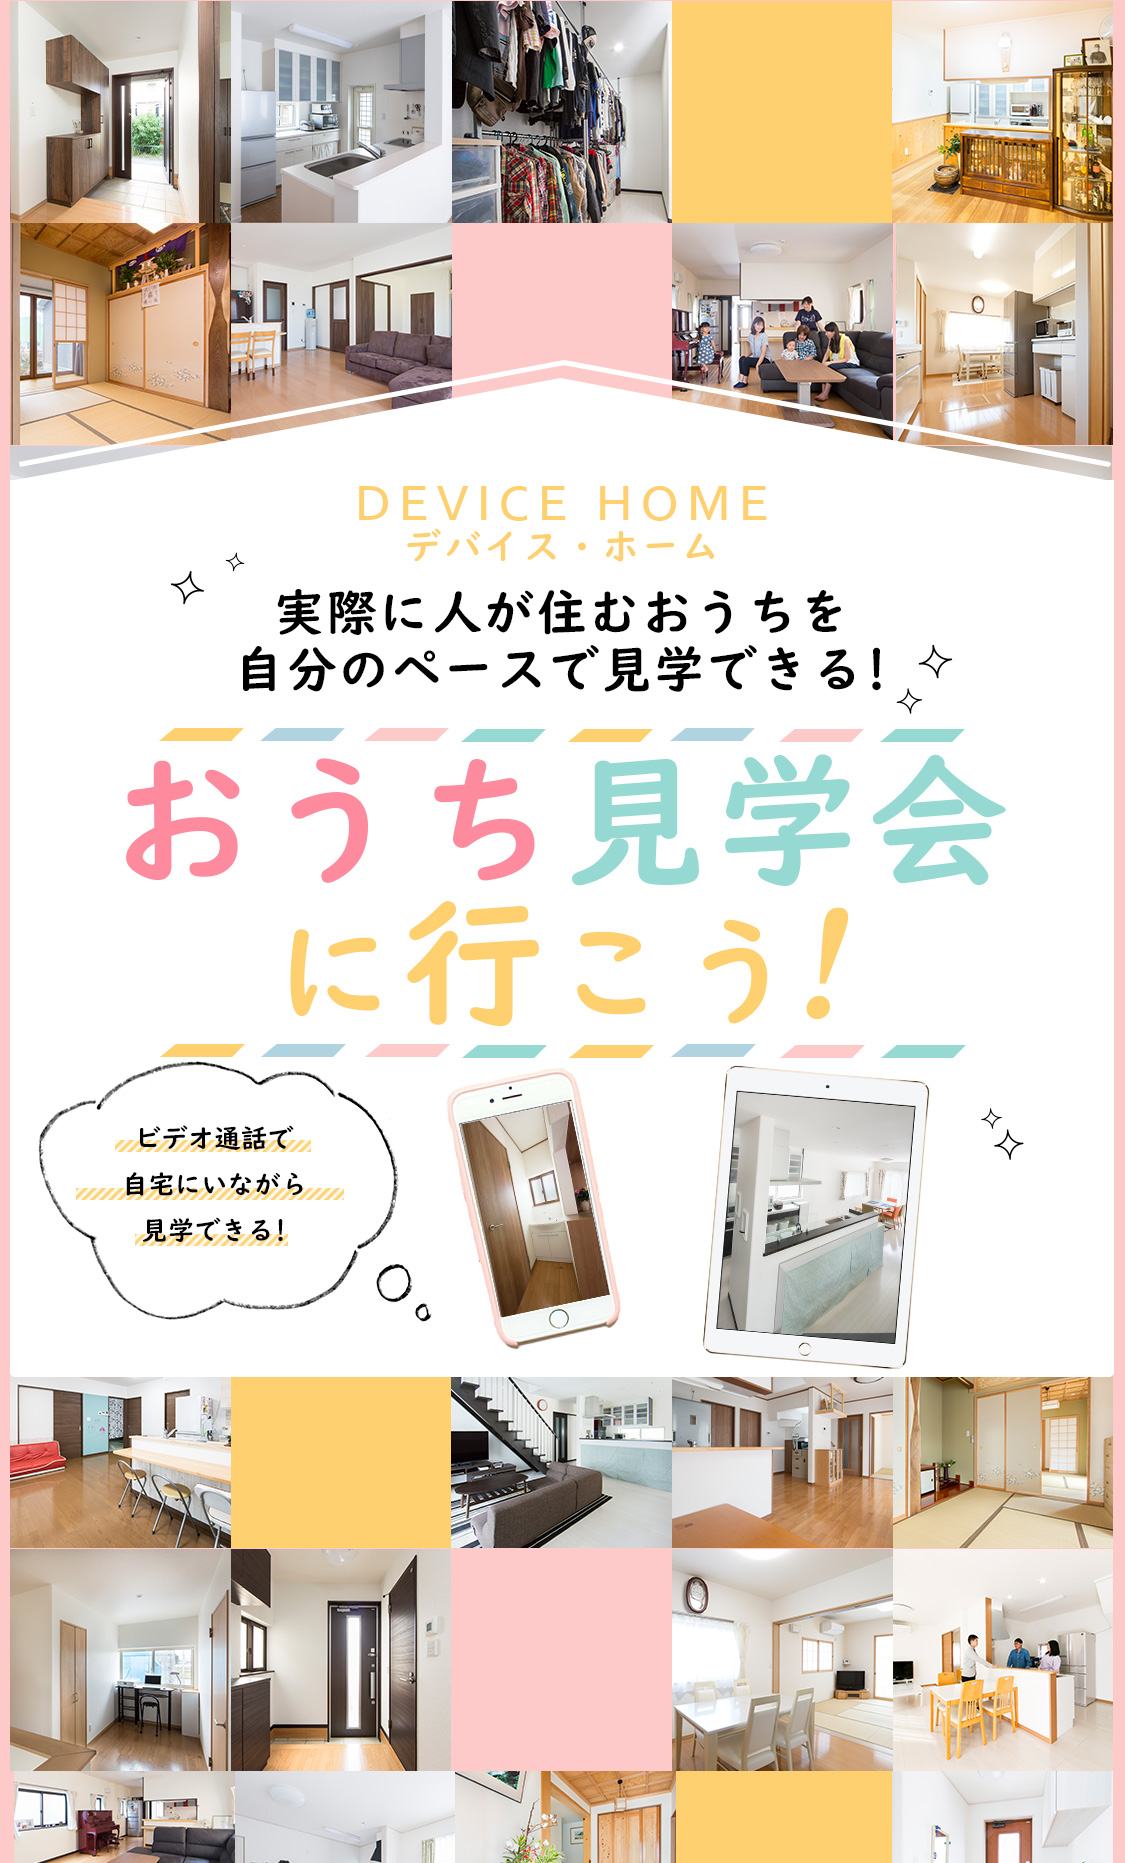 DEVICE HOME
デバイス・ホーム
実際に人が住むおうちを
自分のペースで見学できる!
おうち見学会
に行こう!
ビデオ通話で
自宅にいながら
見学できる!